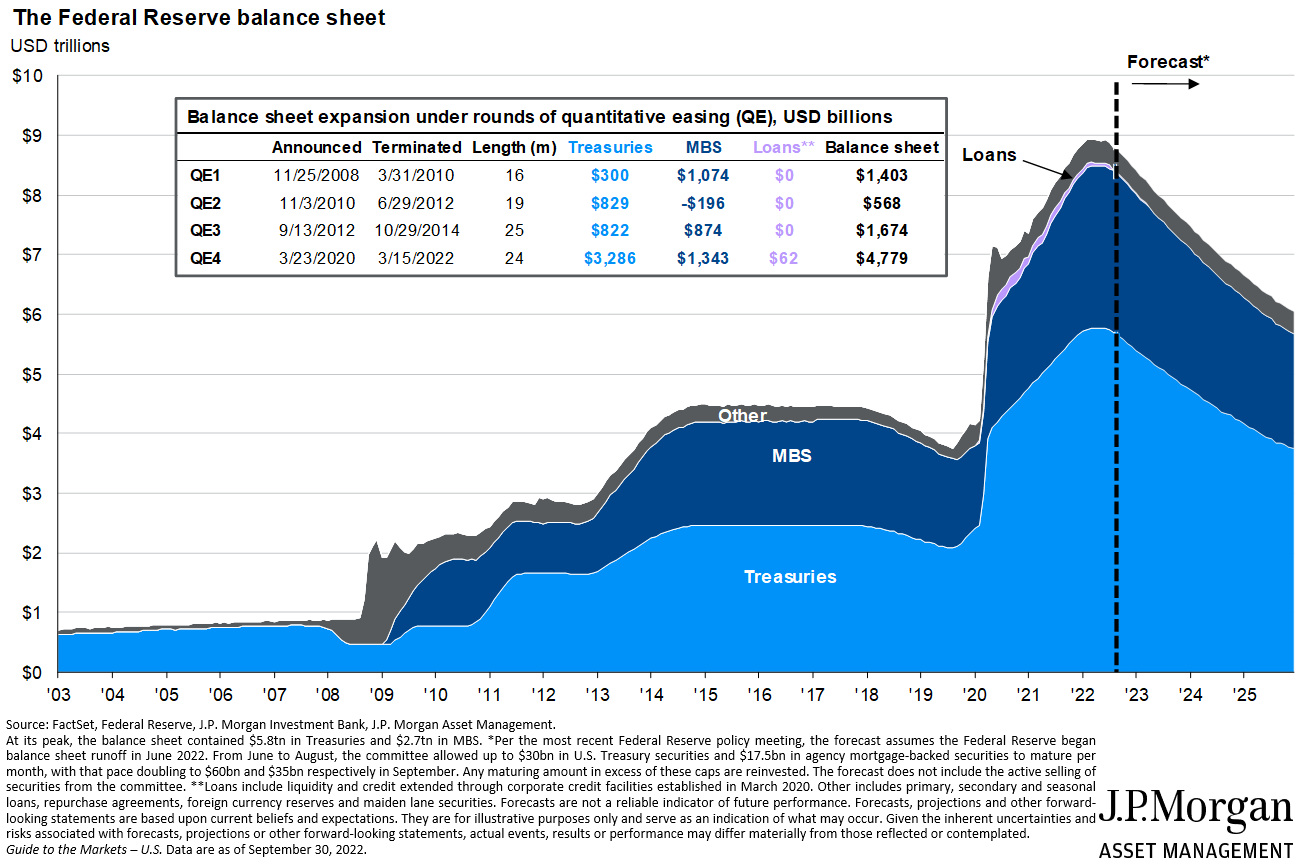 The Federal Reserve balance sheet
USD trillions
Forecast*
$10
$9
$8
$7
$6
$5
$4
$3
$2
$1
$0
Balance sheet expansion under rounds of quantitative easing (QE), USD billions
Announced Terminated Length (m) Treasuries MBS Loans** Balance sheet
QE1 11/25/2008 3/31/2010 16 $300 $1,074 $0 $1,403
QE2 11/3/2010 6/29/2012 19 $829 -$196 $0 $568
QE3 9/13/2012 10/29/2014 25 $822 $874 $0 $1,674
QE4 3/23/2020 3/15/2022 24 $3,286 $1,343 $62 $4,779
Loans
Other
MBS
Treasuries
'03 '04 '05 '06 '07 '08 '09 '10 '11 '12 '13 '14 '15 '16 '17 '18 '19 '20 '21 '22 '23 '24 '25
Source: FactSet, Federal Reserve, J.P. Morgan Investment Bank, J.P. Morgan Asset Management.
At its peak, the balance sheet contained $5.8tn in Treasuries and $2.7tn in MBS. *Per the most recent Federal Reserve policy meeting, the forecast assumes the Federal Reserve began
balance sheet runoff in June 2022. From June to August, the committee allowed up to $30bn in U.S. Treasury securities and $17.5bn in agency mortgage-backed securities to mature per
month, with that pace doubling to $60bn and $35bn respectively in September. Any maturing amount in excess of these caps are reinvested. The forecast does not include the active selling of
securities from the committee. **Loans include liquidity and credit extended through corporate credit facilities established in March 2020. Other includes primary, secondary and seasonal
loans, repurchase agreements, foreign currency reserves and maiden lane securities. Forecasts are not a reliable indicator of future performance. Forecasts, projections and other forward-
looking statements are based upon current beliefs and expectations. They are for illustrative purposes only and serve as an indication of what may occur. Given the inherent uncertainties and
risks associated with forecasts, projections or other forward-looking statements, actual events, results or performance may differ materially from those reflected or contemplated.
Guide to the Markets – U.S. Data are as of September 30, 2022.
J.P.Morgan
ASSET MANAGEMENT